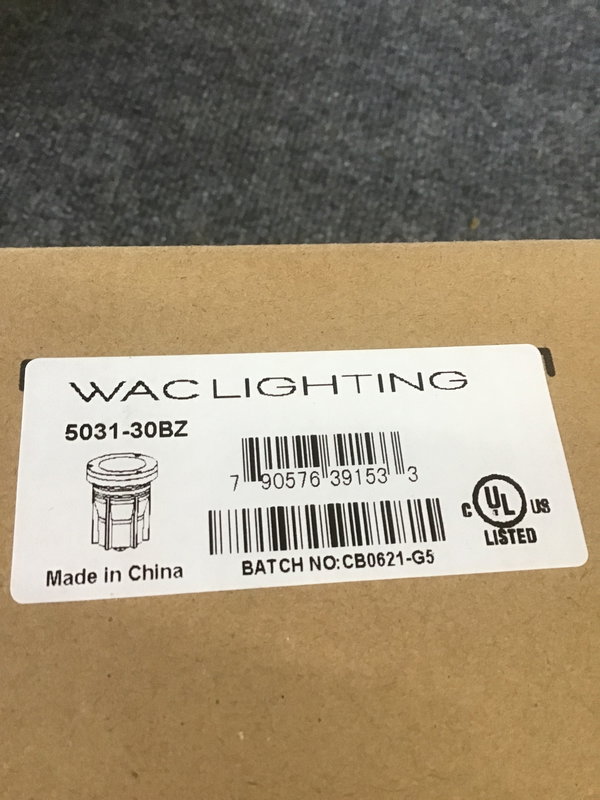 WAC LIGHTING
5031-30BZ
7 90576 39153 3
C UL US
LISTED
BATCH NO:CB0621-G5
Made in China